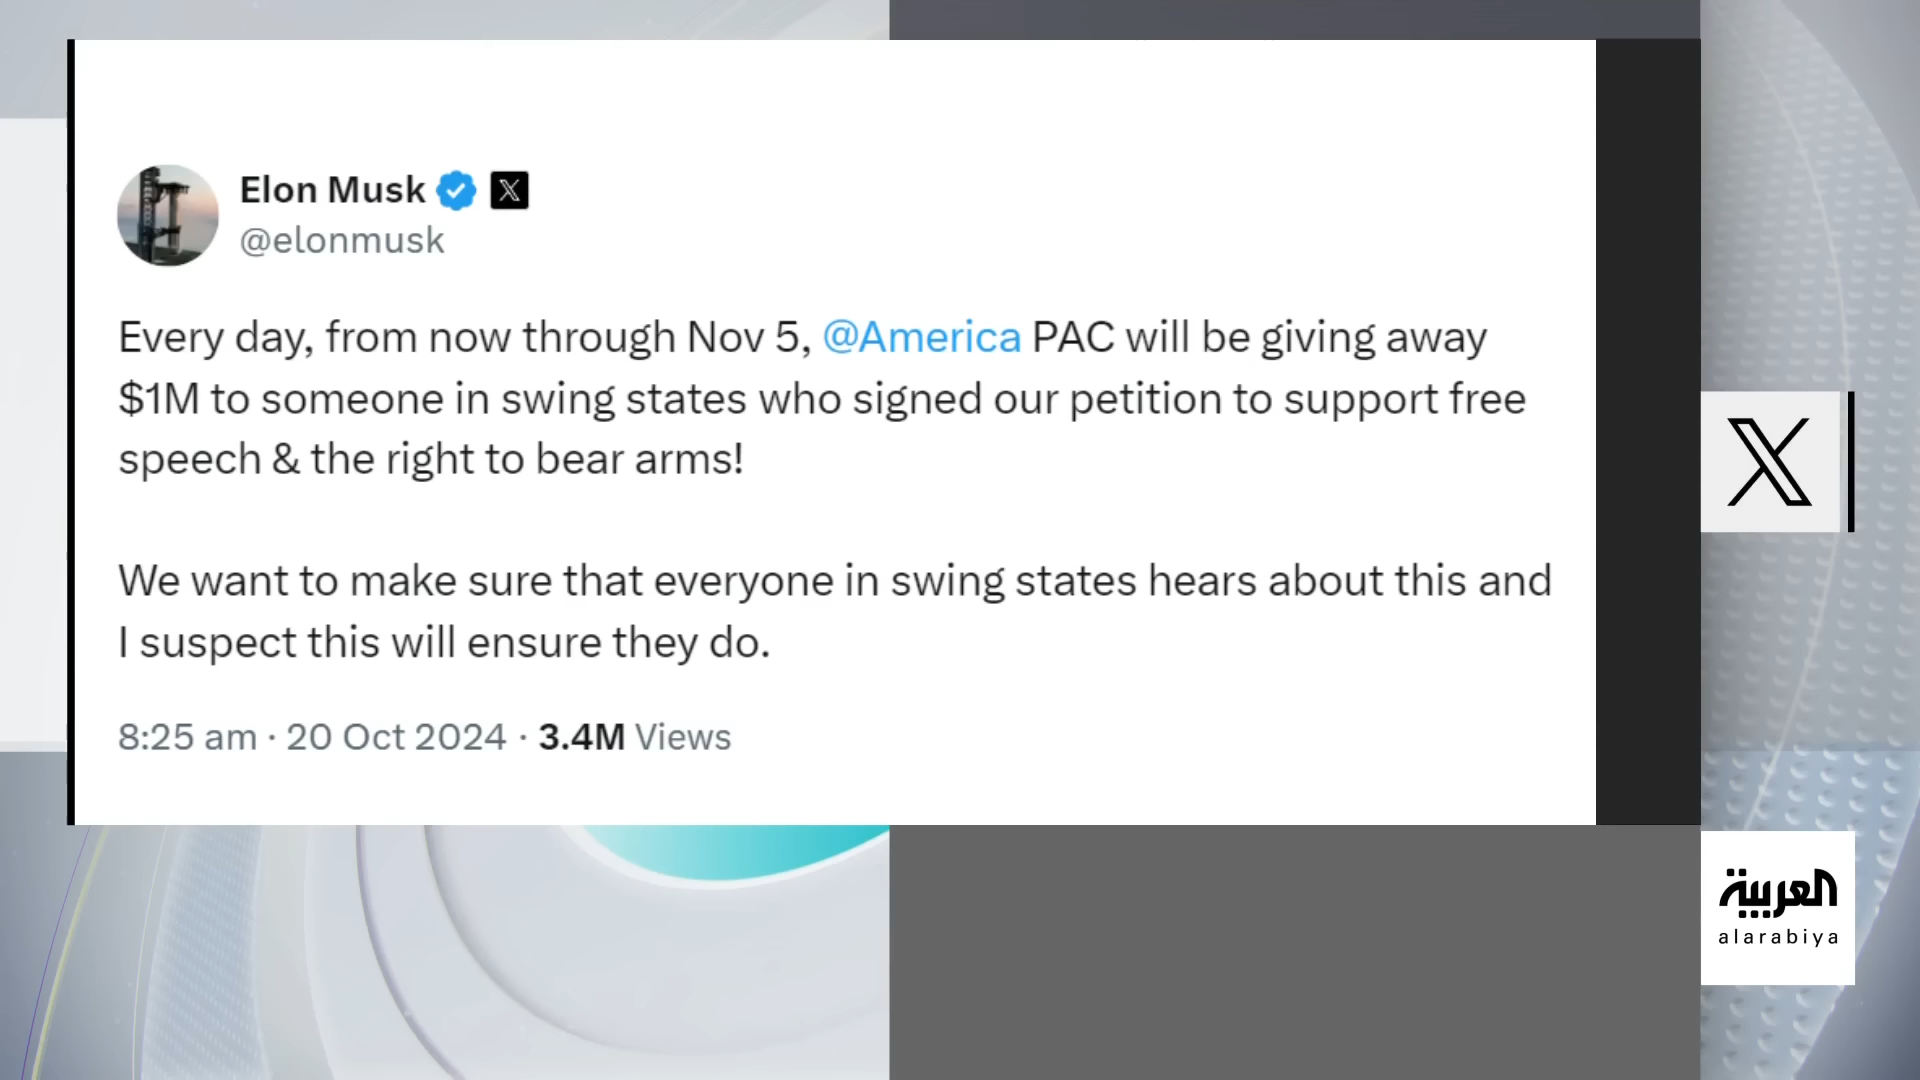 Elon Musk
@elonmusk
Every day, from now through Nov 5, @America PAC will be giving away
$1M to someone in swing states who signed our petition to support free
speech & the right to bear arms!
We want to make sure that everyone in swing states hears about this and
I suspect this will ensure they do.
8:25 am · 20 Oct 2024 · 3.4M Views
العربية
alarabiya